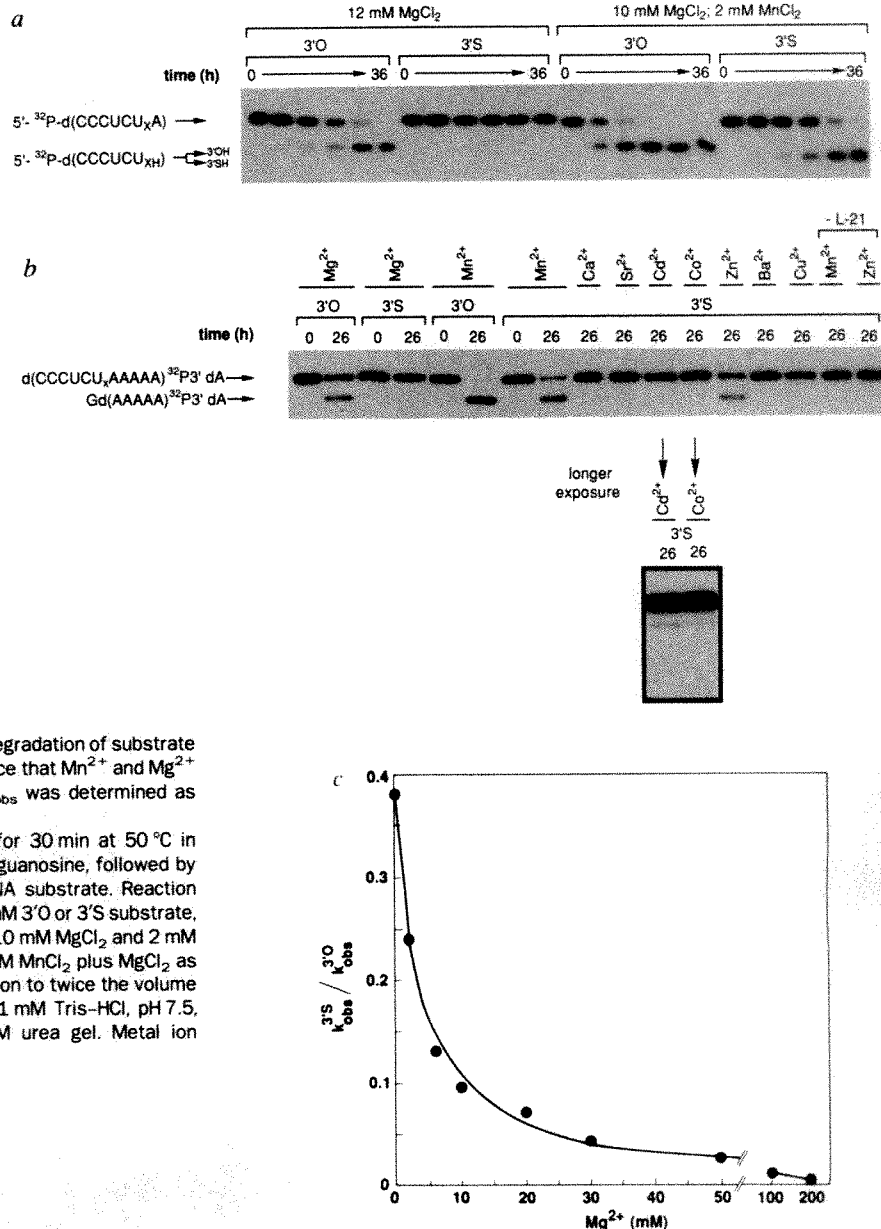 a
12 mM MgCl₂
10 mM MgCl₂; 2 mM MnCl₂
3'O
3'S
3'O
3'S
time (h)
0 36 0 36 0 36 0 36
5'- ³²P-d(CCCUCUₓA)
5'- ³²P-d(CCCUCUₓH) 3'OH
3'SH
b
- L-21
Mg²⁺ Mg²⁺ Mn²⁺ Mn²⁺ Ca²⁺ Sr²⁺ Cd²⁺ Co²⁺ Zn²⁺ Ba²⁺ Cu²⁺ Mn²⁺ Zn²⁺
3'O 3'S 3'O 3'S
time (h) 0 26 0 26 0 26 0 26 26 26 26 26 26 26 26 26 26
d(CCCUCUₓAAAAA) ³²P3' dA
Gd(AAAAA) ³²P3' dA
longer
exposure
Cd²⁺ Co²⁺
3'S
26 26
egradation of substrate
ce that Mn²⁺ and Mg²⁺
obs was determined as
for 30 min at 50 °C in
guanosine, followed by
NA substrate. Reaction
mM 3'O or 3'S substrate,
10 mM MgCl₂ and 2 mM
M MnCl₂ plus MgCl₂ as
on to twice the volume
1 mM Tris–HCl, pH 7.5,
M urea gel. Metal ion
c
0.4
0.3
0.2
0.1
0
k3'S obs / k3'O obs
0 10 20 30 40 50 100 200
Mg²⁺ (mM)